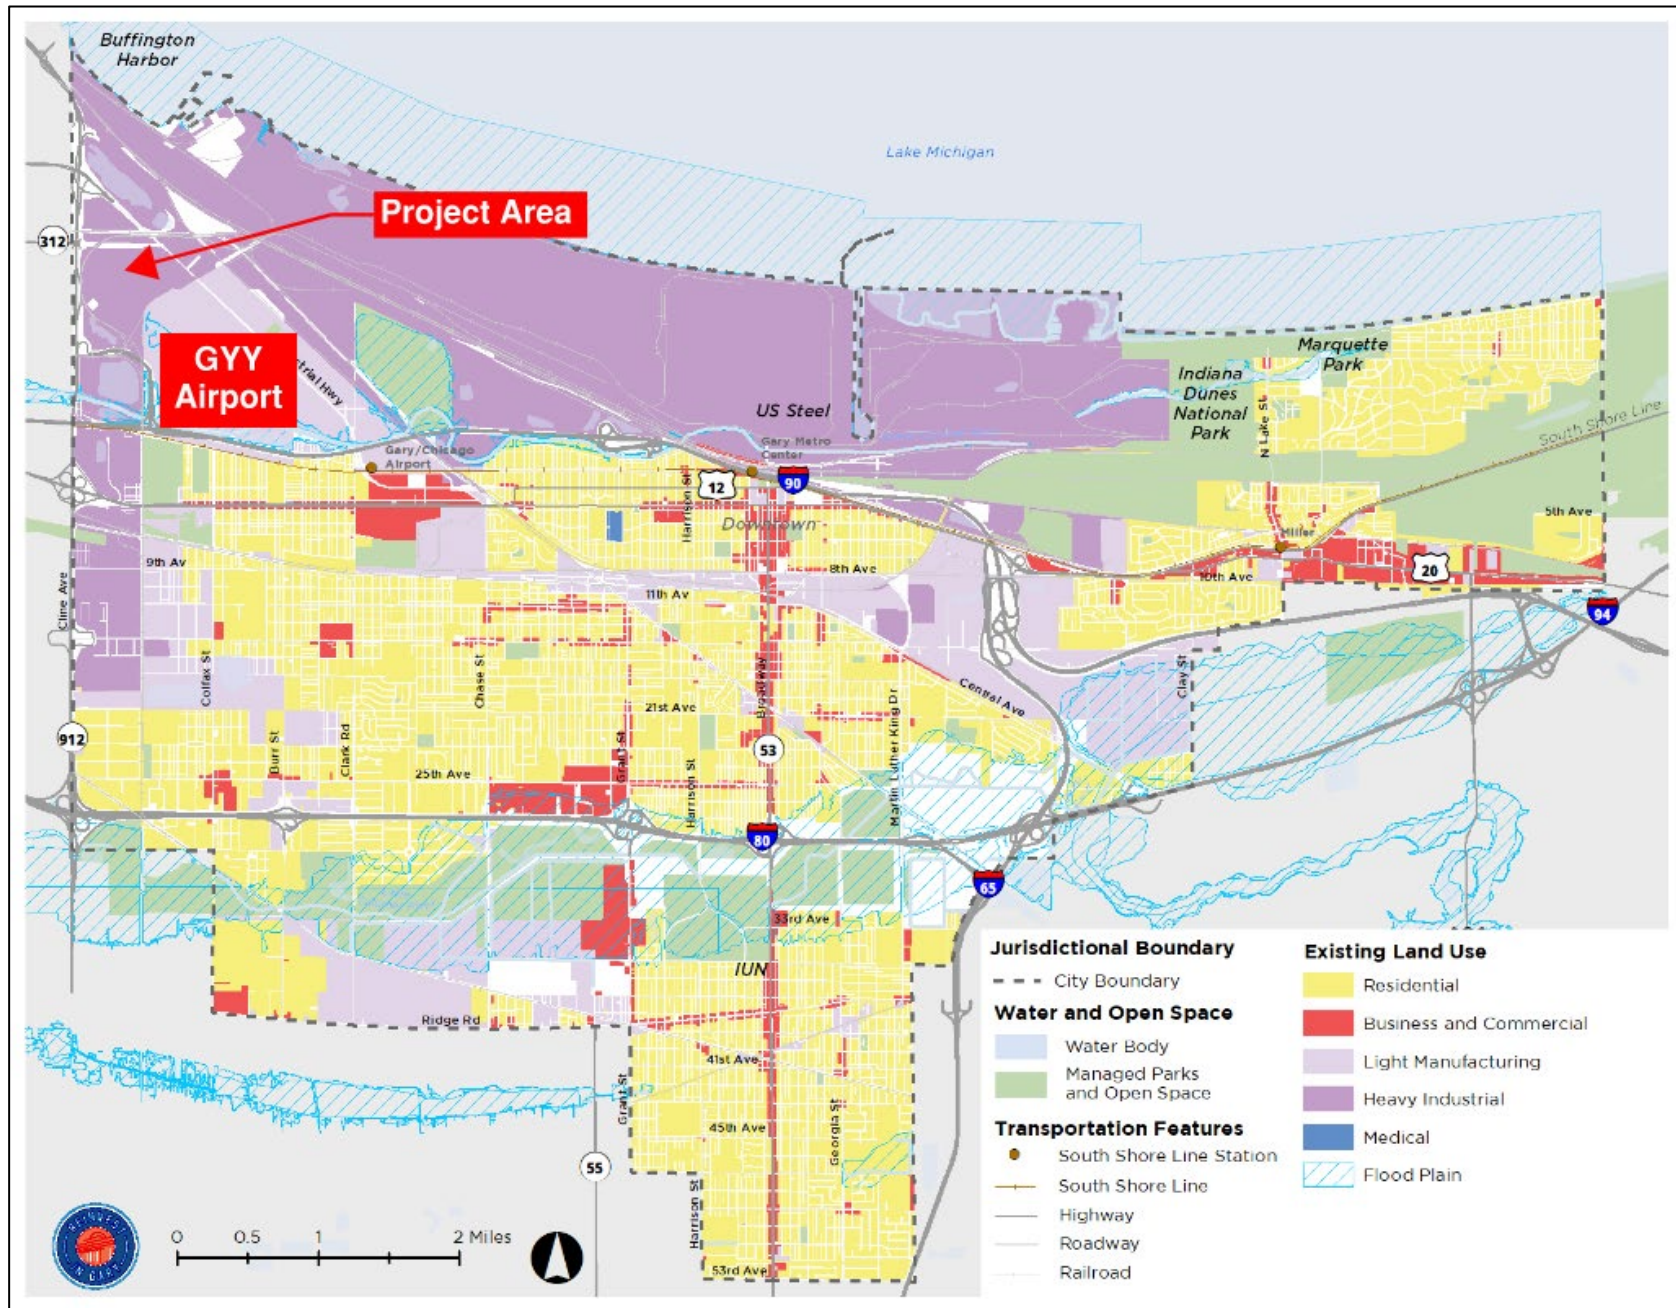 Buffington
Harbor
Lake Michigan
Project Area
312
GYY
Airport
strial Hwy
Marquette
Park
Indiana
Dunes
National
Park
N Lake St
South Shore Line
US Steel
Gary Metro
Center
Gary/Chicago
Airport
12
90
Harrison St
Downtown
5th Ave
Miller
9th Av
8th Ave
10th Ave
20
11th Av
Cline Ave
94
Colfax St
Chase St
Broadway
Clay St
Central Ave
21st Ave
Martin Luther King Dr
912
Burr St
Clark Rd
53
25th Ave
Grant St
Harrison St
80
65
33rd Ave
IUN
Ridge Rd
41st Ave
Grant St
45th Ave
Georgia St
55
Harrison St
53rd Ave
Jurisdictional Boundary
City Boundary
Water and Open Space
Water Body
Managed Parks
and Open Space
Transportation Features
South Shore Line Station
South Shore Line
Highway
Roadway
Railroad
Existing Land Use
Residential
Business and Commercial
Light Manufacturing
Heavy Industrial
Medical
Flood Plain
REINVEST
IN GARY
0 0.5 1 2 Miles